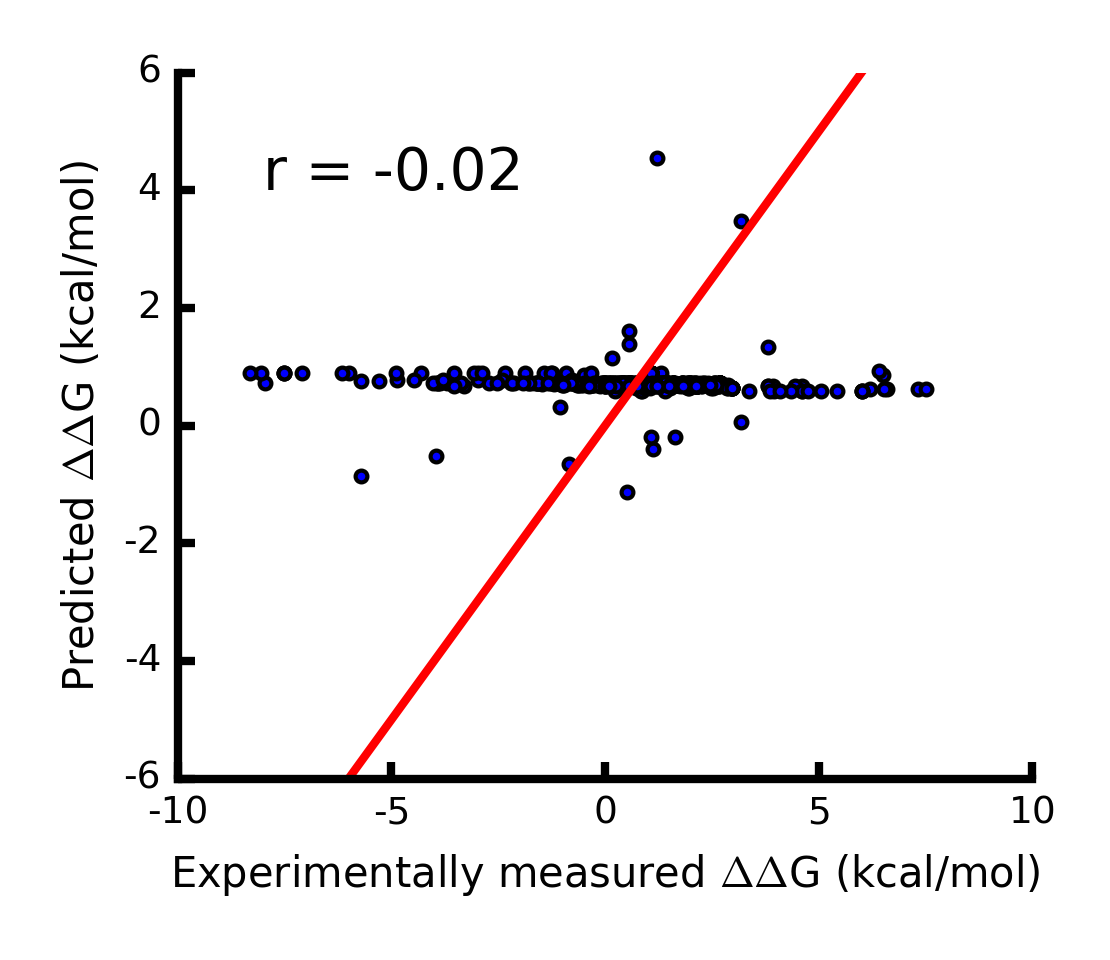 6
r = -0.02
4
2
0
-2
-4
-6
Predicted ΔΔG (kcal/mol)
-10 -5 0 5 10
Experimentally measured ΔΔG (kcal/mol)